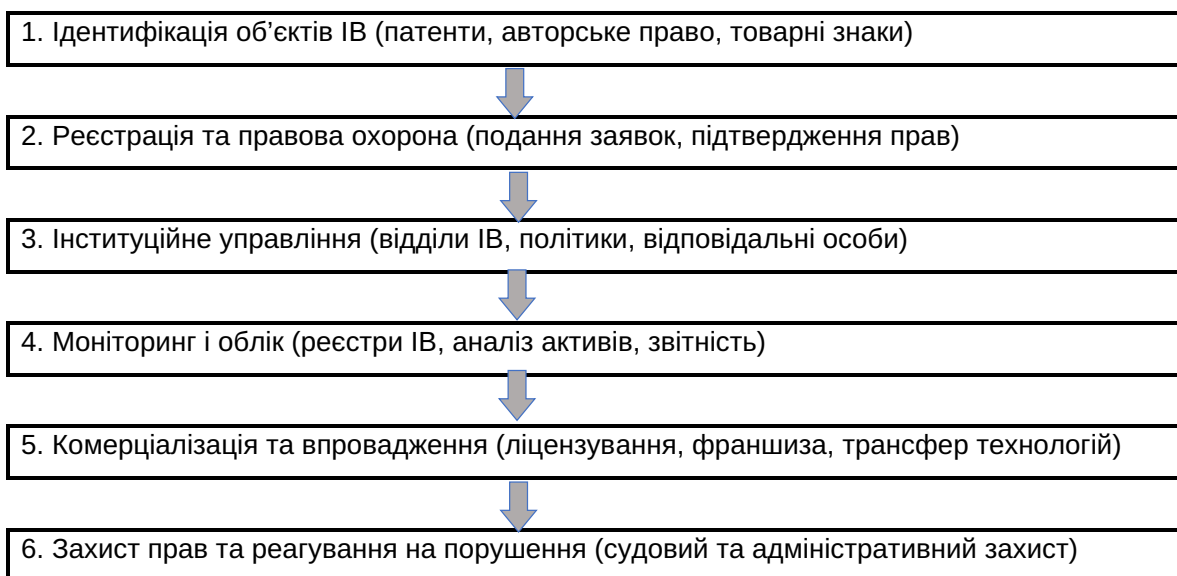 1. Ідентифікація об’єктів ІВ (патенти, авторське право, товарні знаки)
2. Реєстрація та правова охорона (подання заявок, підтвердження прав)
3. Інституційне управління (відділи ІВ, політики, відповідальні особи)
4. Моніторинг і облік (реєстри ІВ, аналіз активів, звітність)
5. Комерціалізація та впровадження (ліцензування, франшиза, трансфер технологій)
6. Захист прав та реагування на порушення (судовий та адміністративний захист)